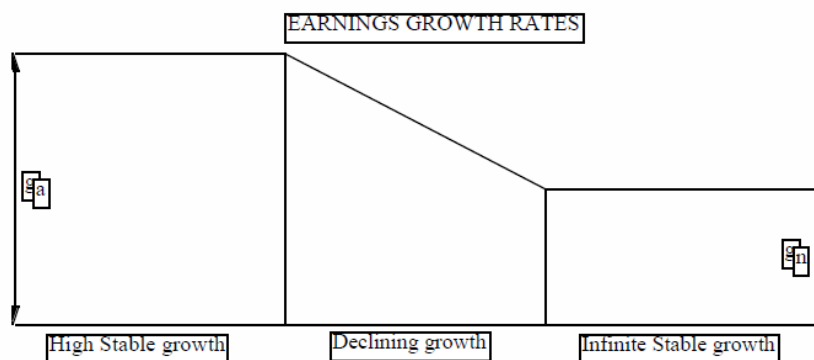 EARNINGS GROWTH RATES
ga
gn
High Stable growth
Declining growth
Infinite Stable growth